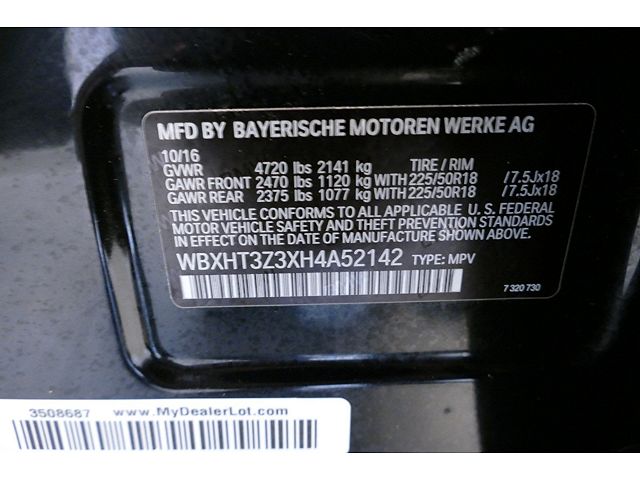 MFD BY BAYERISCHE MOTOREN WERKE AG
10/16
GVWR 4720 lbs 2141 kg TIRE / RIM
GAWR FRONT 2470 lbs 1120 kg WITH 225/50R18 /7.5Jx18
GAWR REAR 2375 lbs 1077 kg WITH 225/50R18 /7.5Jx18
THIS VEHICLE CONFORMS TO ALL APPLICABLE U. S. FEDERAL
MOTOR VEHICLE SAFETY AND THEFT PREVENTION STANDARDS
IN EFFECT ON THE DATE OF MANUFACTURE SHOWN ABOVE.
WBXHT3Z3XH4A52142 TYPE: MPV
7 320 730
3508687 www.MyDealerLot.com